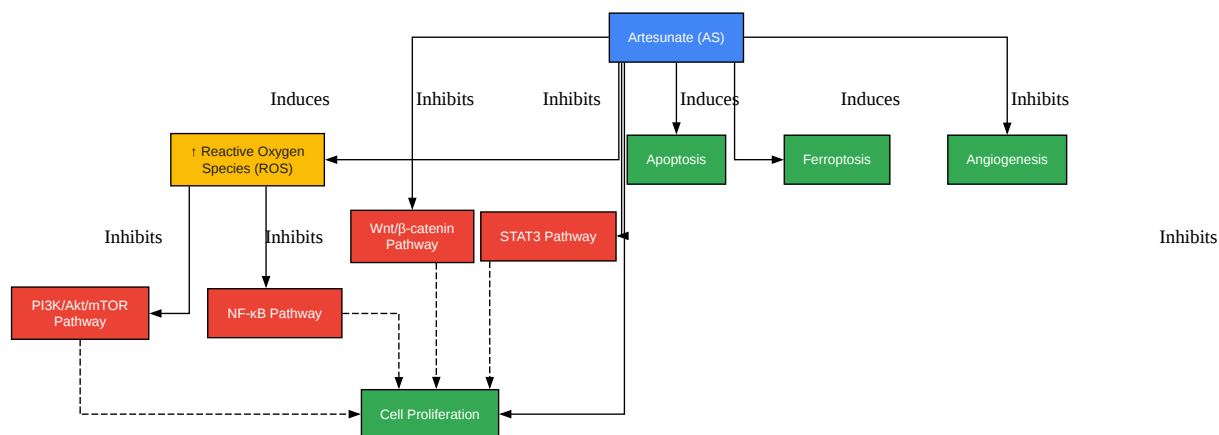 Artesunate (AS)
Induces
Inhibits
Inhibits
Induces
Induces
Inhibits
↑ Reactive Oxygen
Species (ROS)
Apoptosis
Ferroptosis
Angiogenesis
Inhibits
Inhibits
Wnt/β-catenin
Pathway
STAT3 Pathway
Inhibits
PI3K/Akt/mTOR
Pathway
NF-κB Pathway
Cell Proliferation